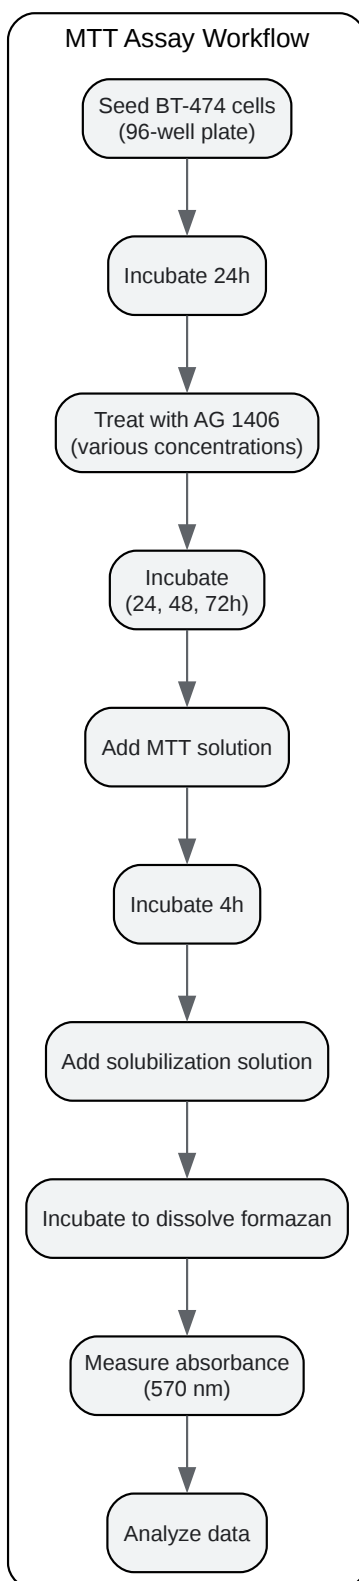 MTT Assay Workflow
Seed BT-474 cells
(96-well plate)
Incubate 24h
Treat with AG 1406
(various concentrations)
Incubate
(24, 48, 72h)
Add MTT solution
Incubate 4h
Add solubilization solution
Incubate to dissolve formazan
Measure absorbance
(570 nm)
Analyze data